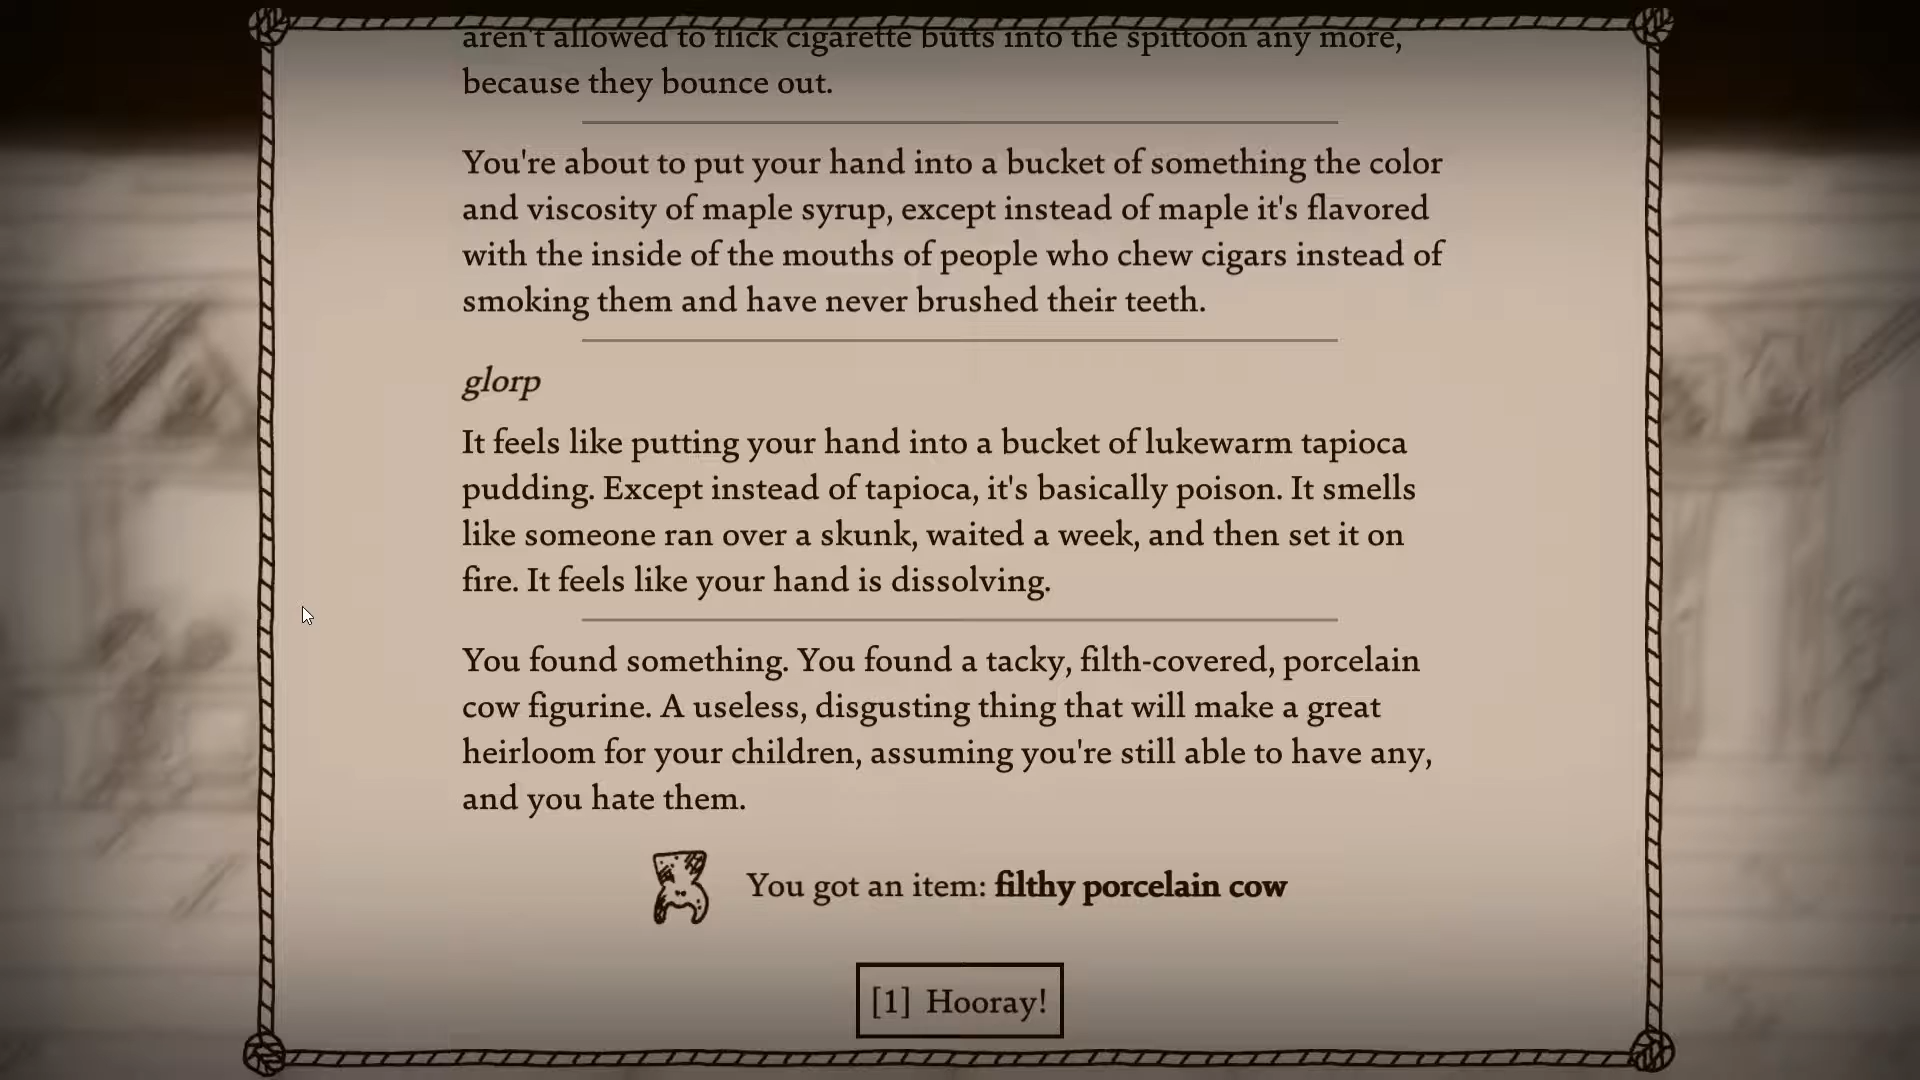 aren't allowed to flick cigarette butts into the spittoon any more,
because they bounce out.
You're about to put your hand into a bucket of something the color
and viscosity of maple syrup, except instead of maple it's flavored
with the inside of the mouths of people who chew cigars instead of
smoking them and have never brushed their teeth.
glorp
It feels like putting your hand into a bucket of lukewarm tapioca
pudding. Except instead of tapioca, it's basically poison. It smells
like someone ran over a skunk, waited a week, and then set it on
fire. It feels like your hand is dissolving.
You found something. You found a tacky, filth-covered, porcelain
cow figurine. A useless, disgusting thing that will make a great
heirloom for your children, assuming you're still able to have any,
and you hate them.
You got an item: filthy porcelain cow
[1] Hooray!